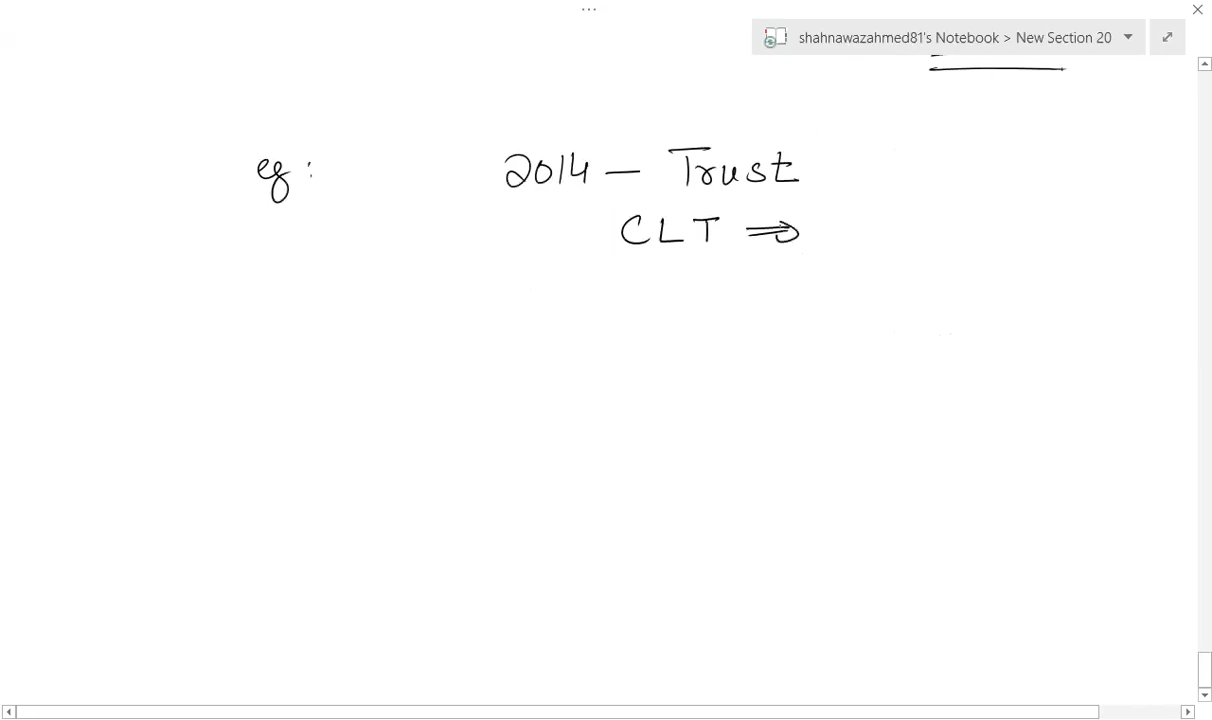 ...
shahnawazahmed81's Notebook > New Section 20
eg : 2014 — Trust
CLT ⇒